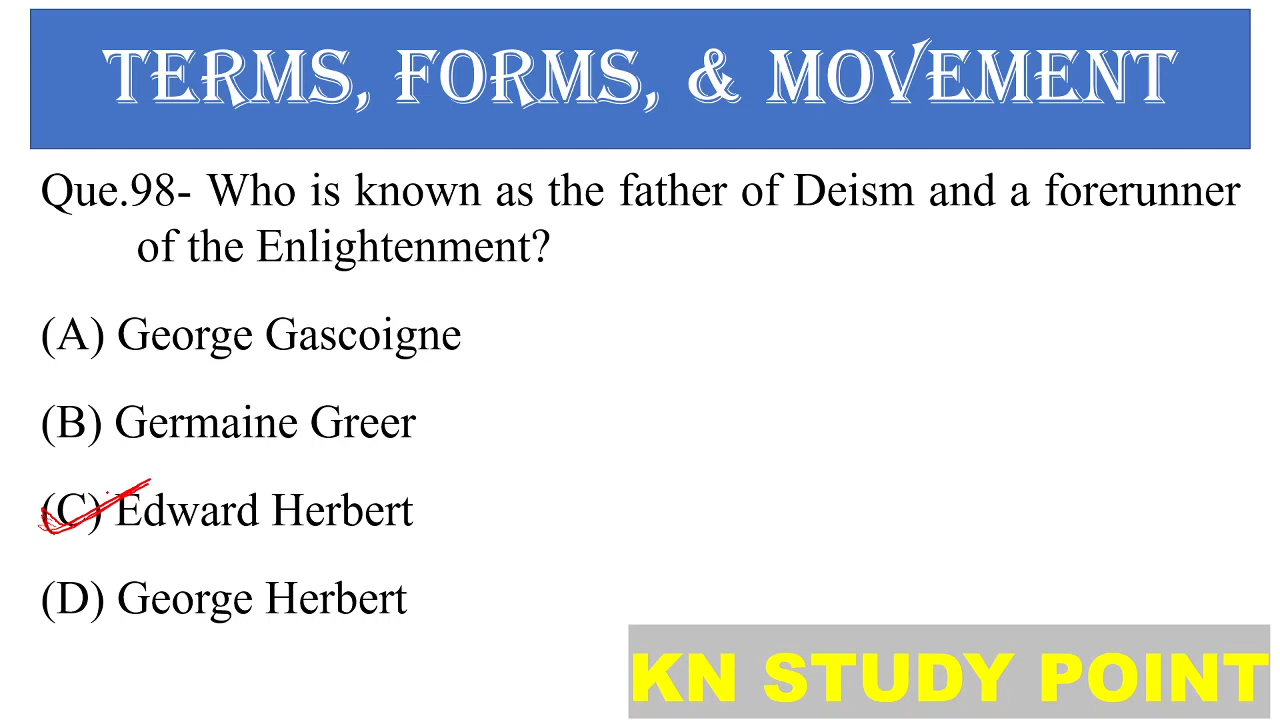 TERMS, FORMS, & MOVEMENT
Que.98- Who is known as the father of Deism and a forerunner
of the Enlightenment?
(A) George Gascoigne
(B) Germaine Greer
(C) Edward Herbert
(D) George Herbert
KN STUDY POINT